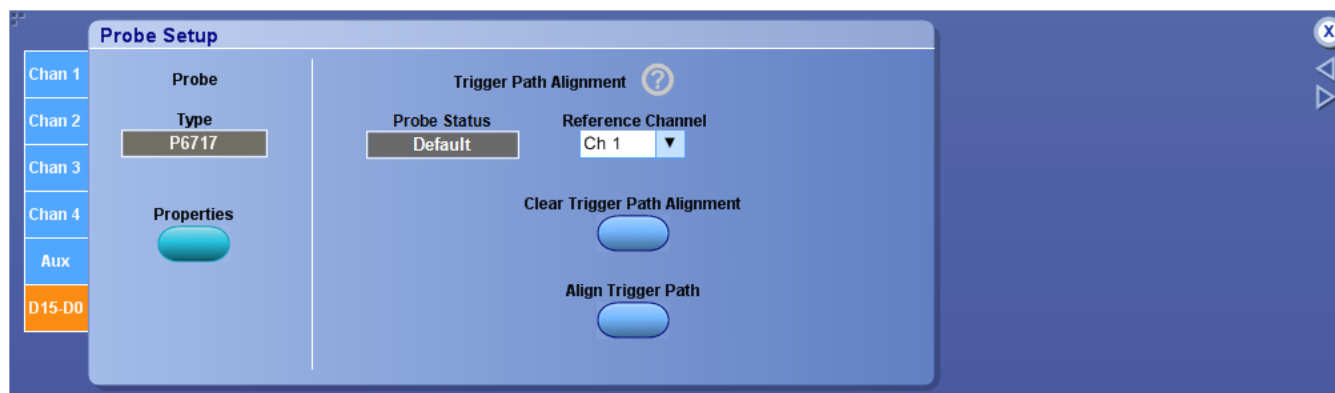 Probe Setup
Chan 1
Chan 2
Chan 3
Chan 4
Aux
D15-D0
Probe
Type
P6717
Properties
Trigger Path Alignment ?
Probe Status
Default
Reference Channel
Ch 1
Clear Trigger Path Alignment
Align Trigger Path
X